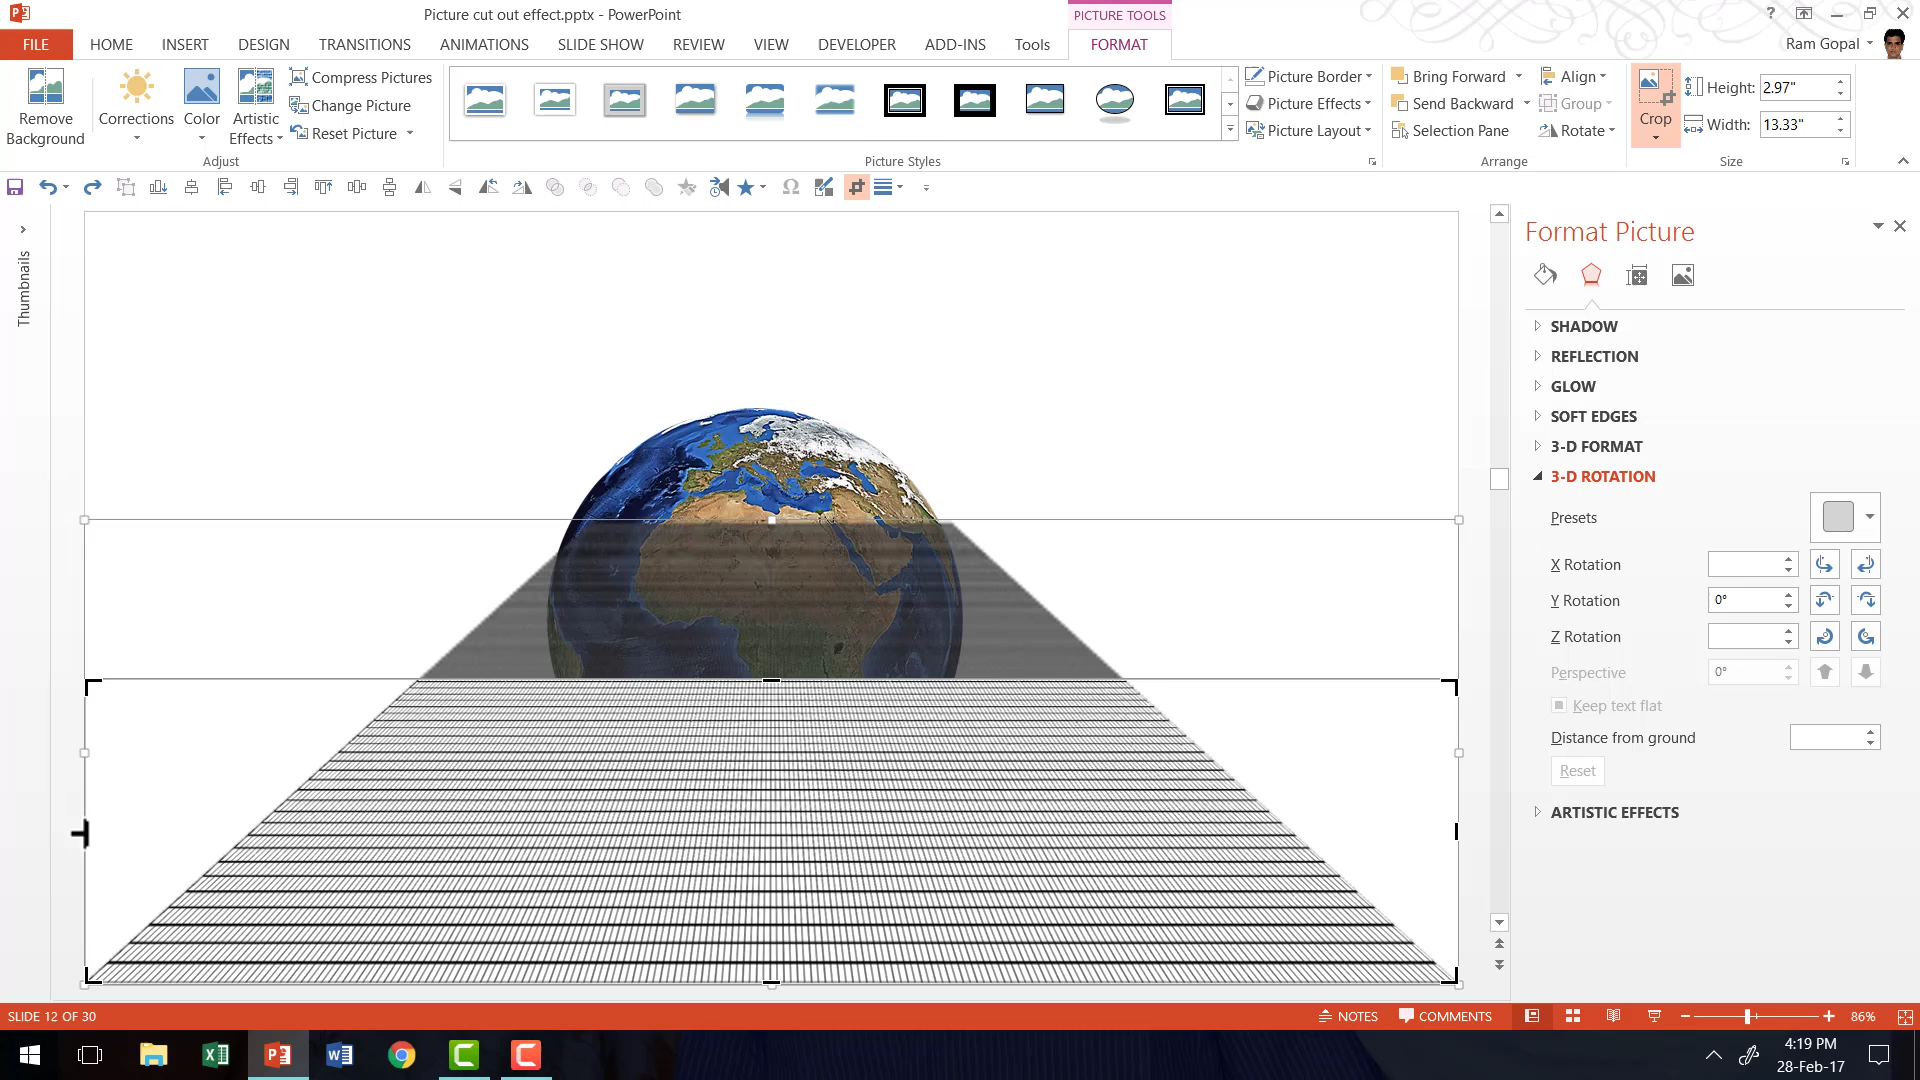 Picture cut out effect.pptx - PowerPoint
PICTURE TOOLS
?
FILE HOME INSERT DESIGN TRANSITIONS ANIMATIONS SLIDE SHOW REVIEW VIEW DEVELOPER ADD-INS Tools FORMAT
Ram Gopal
Remove Background
Corrections
Color
Artistic Effects
Compress Pictures
Change Picture
Reset Picture
Adjust
Picture Styles
Picture Border
Picture Effects
Picture Layout
Bring Forward
Send Backward
Selection Pane
Align
Group
Rotate
Arrange
Crop
Height: 2.97"
Width: 13.33"
Size
Thumbnails
Format Picture
SHADOW
REFLECTION
GLOW
SOFT EDGES
3-D FORMAT
3-D ROTATION
Presets
X Rotation
Y Rotation 0°
Z Rotation
Perspective 0°
Keep text flat
Distance from ground
Reset
ARTISTIC EFFECTS
SLIDE 12 OF 30
NOTES
COMMENTS
86%
4:19 PM
28-Feb-17